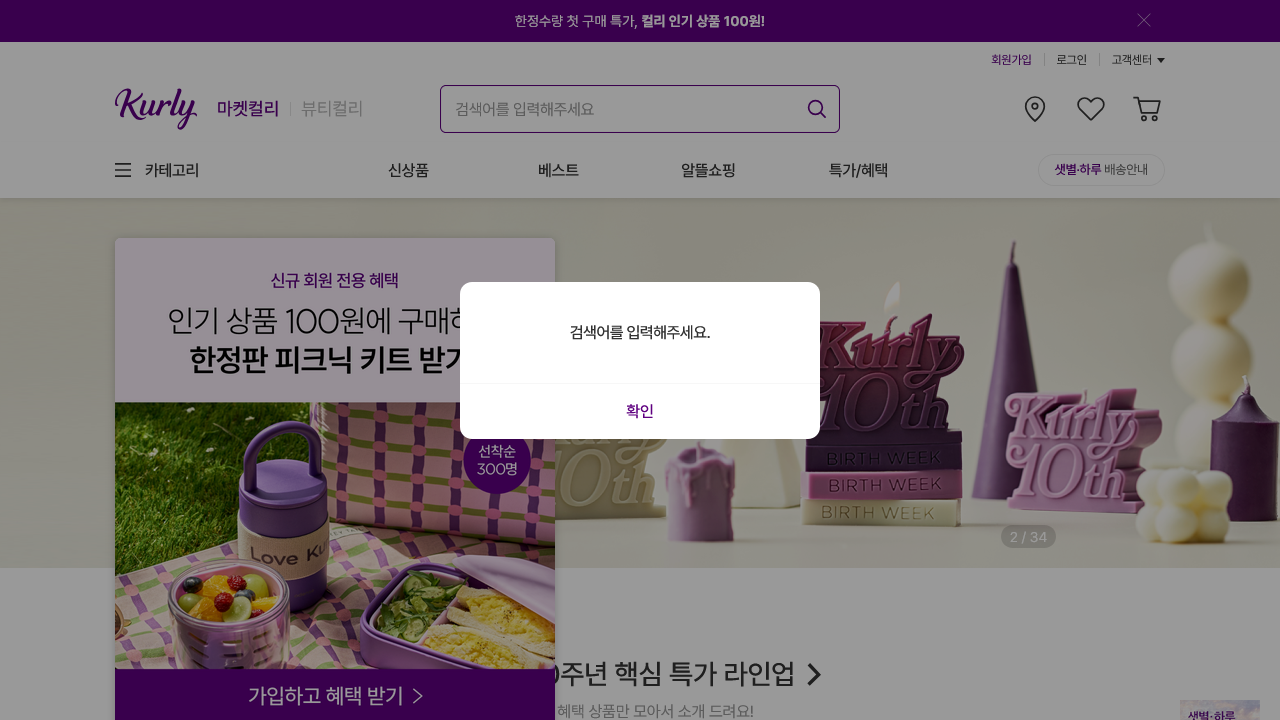 한정수량 첫 구매 특가, 컬리 인기 상품 100원!
회원가입
로그인
고객센터
Kurly
마켓컬리
뷰티컬리
검색어를 입력해주세요
카테고리
신상품
베스트
알뜰쇼핑
특가/혜택
샛별·하루 배송안내
신규 회원 전용 혜택
인기 상품 100원에 구매하
한정판 피크닉 키트 받기
검색어를 입력해주세요.
확인
선착순
300명
Love Ku
가입하고 혜택 받기
10th
Kurly
10th
BIRTH WEEK
BIRTH WEEK
BIRTH WEEK
Kurly
10th
2 / 34
0주년 핵심 특가 라인업
혜택 상품만 모아서 소개 드려요!
샛별·하루